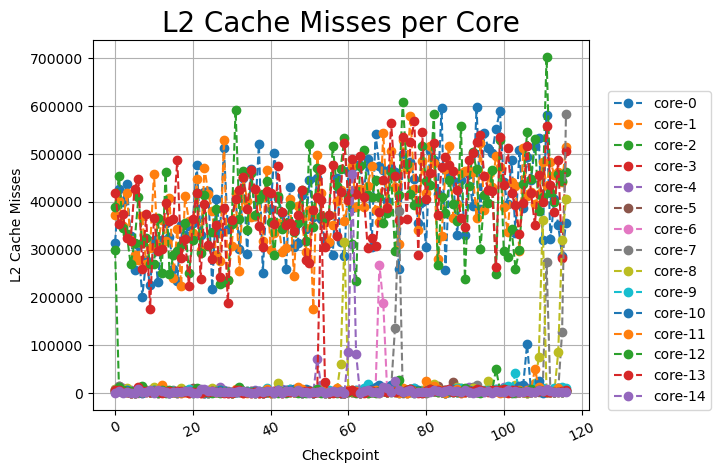 L2 Cache Misses per Core
L2 Cache Misses
700000
600000
500000
400000
300000
200000
100000
0
0
20
40
60
80
100
120
Checkpoint
core-0
core-1
core-2
core-3
core-4
core-5
core-6
core-7
core-8
core-9
core-10
core-11
core-12
core-13
core-14